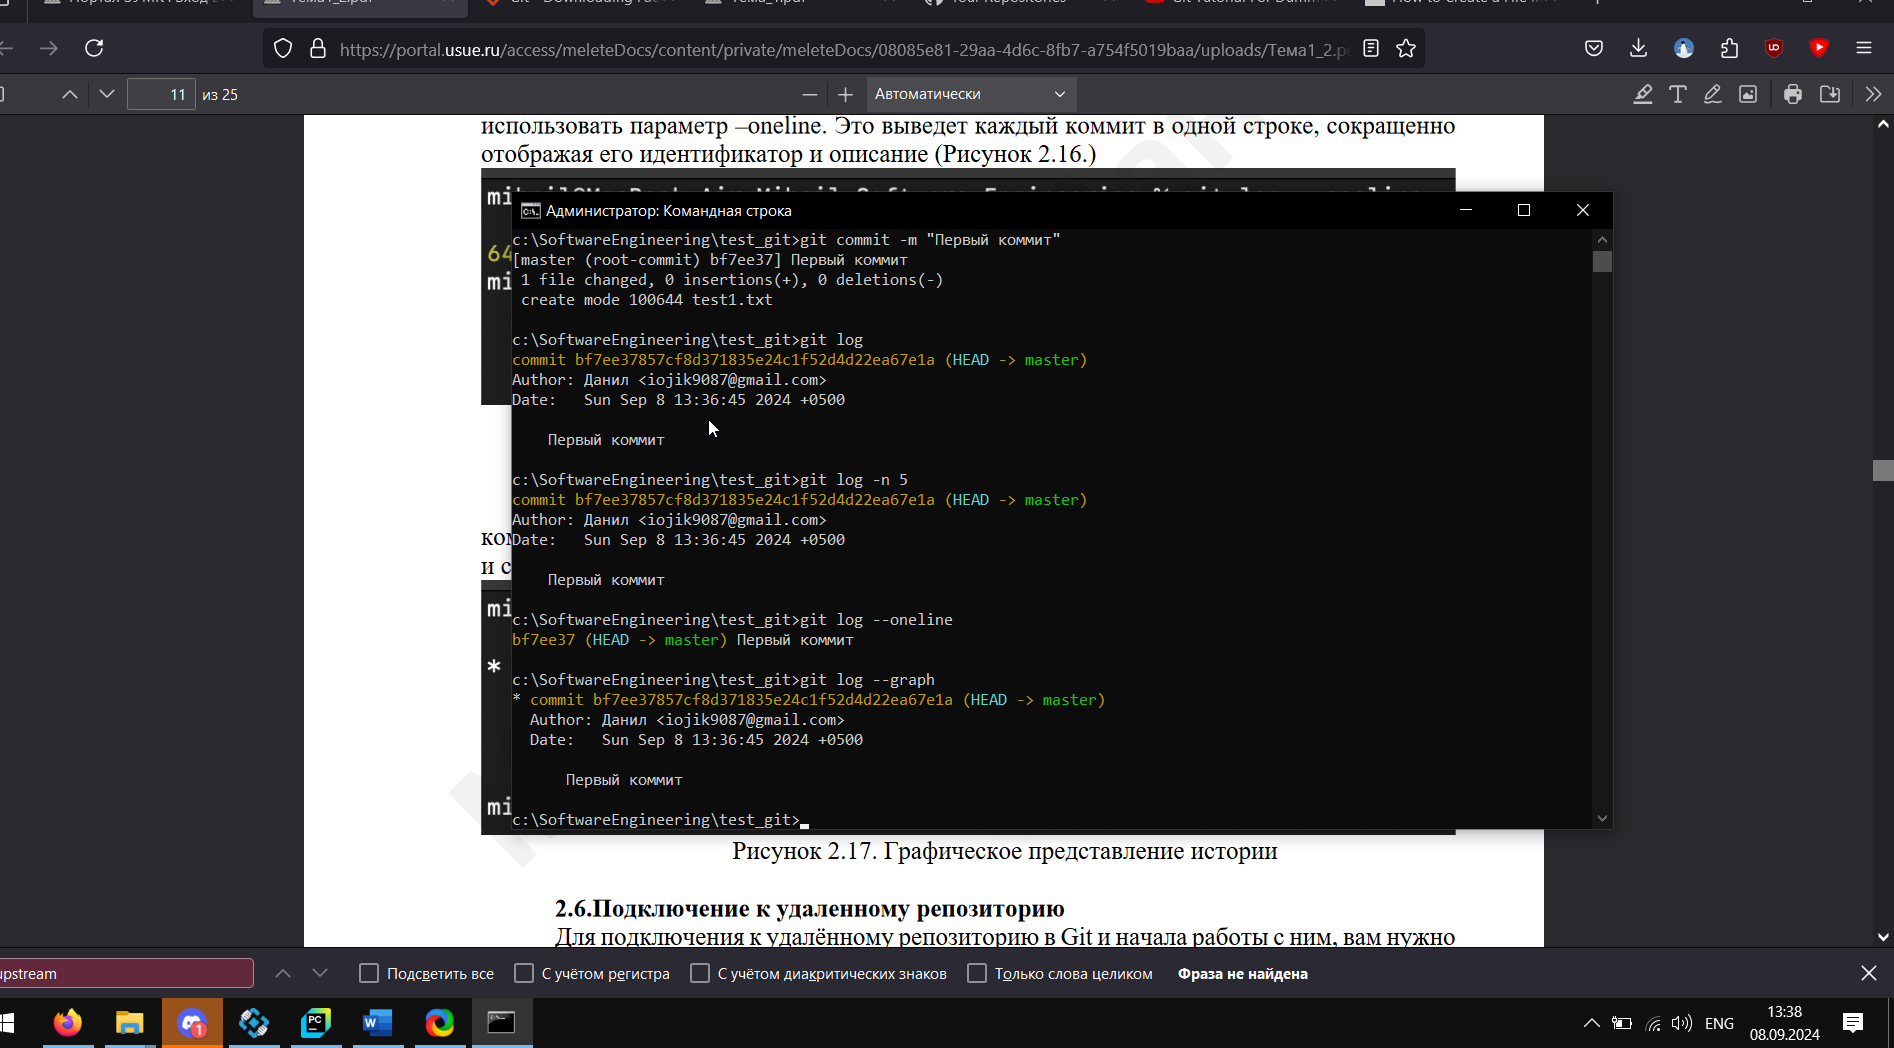 https://portal.usue.ru/access/meleteDocs/content/private/meleteDocs/08085e81-29aa-4d6c-8fb7-a754f5019baa/uploads/Тема1_2.pd
11 из 25
Автоматически
использовать параметр –oneline. Это выведет каждый коммит в одной строке, сокращенно
отображая его идентификатор и описание (Рисунок 2.16.)
Администратор: Командная строка
c:\SoftwareEngineering\test_git>git commit -m "Первый коммит"
[master (root-commit) bf7ee37] Первый коммит
1 file changed, 0 insertions(+), 0 deletions(-)
create mode 100644 test1.txt
c:\SoftwareEngineering\test_git>git log
commit bf7ee37857cf8d371835e24c1f52d4d22ea67e1a (HEAD -> master)
Author: Данил <iojik9087@gmail.com>
Date:   Sun Sep 8 13:36:45 2024 +0500
Первый коммит
c:\SoftwareEngineering\test_git>git log -n 5
commit bf7ee37857cf8d371835e24c1f52d4d22ea67e1a (HEAD -> master)
Author: Данил <iojik9087@gmail.com>
Date:   Sun Sep 8 13:36:45 2024 +0500
Первый коммит
c:\SoftwareEngineering\test_git>git log --oneline
bf7ee37 (HEAD -> master) Первый коммит
c:\SoftwareEngineering\test_git>git log --graph
* commit bf7ee37857cf8d371835e24c1f52d4d22ea67e1a (HEAD -> master)
Author: Данил <iojik9087@gmail.com>
Date:   Sun Sep 8 13:36:45 2024 +0500
Первый коммит
c:\SoftwareEngineering\test_git>
Рисунок 2.17. Графическое представление истории
2.6.Подключение к удаленному репозиторию
Для подключения к удалённому репозиторию в Git и начала работы с ним, вам нужно
upstream
Подсветить все
С учётом регистра
С учётом диакритических знаков
Только слова целиком
Фраза не найдена
ENG
13:38
08.09.2024